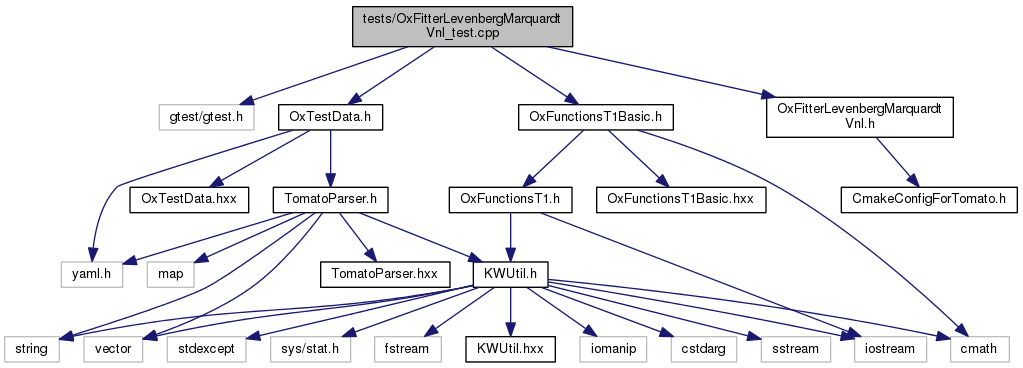 tests/OxFitterLevenbergMarquardt
Vnl_test.cpp
gtest/gtest.h
OxTestData.h
OxFunctionsT1Basic.h
OxFitterLevenbergMarquardt
Vnl.h
OxTestData.hxx
TomatoParser.h
OxFunctionsT1.h
OxFunctionsT1Basic.hxx
CmakeConfigForTomato.h
yaml.h
map
TomatoParser.hxx
KWUtil.h
string
vector
stdexcept
sys/stat.h
fstream
KWUtil.hxx
iomanip
cstdarg
sstream
iostream
cmath